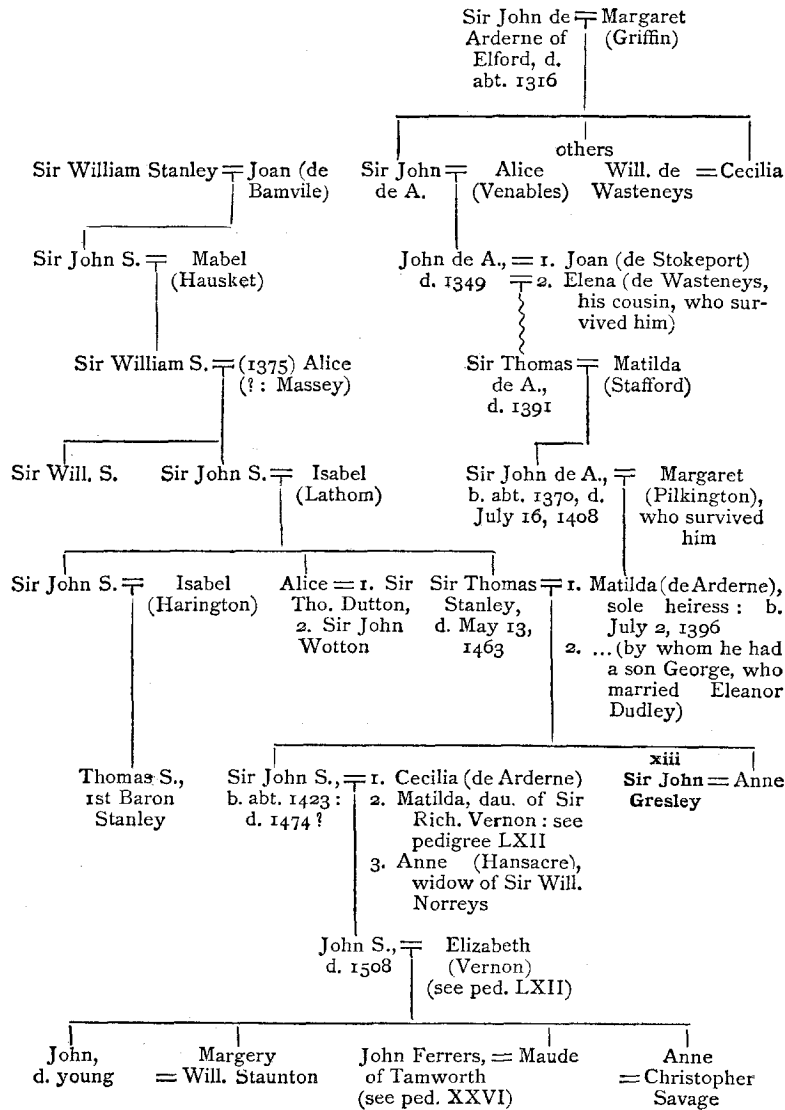 Sir John de = Margaret
Arderne of (Griffin)
Elford, d.
abt. 1316
others
Sir William Stanley = Joan (de Bamvile)
Sir John de A. = Alice (Venables)
Will. de Wasteneys = Cecilia
Sir John S. = Mabel
(Hausket)
John de A., = 1. Joan (de Stokeport)
d. 1349 = 2. Elena (de Wasteneys,
his cousin, who sur-
vived him)
Sir William S. = (1375) Alice
(? : Massey)
Sir Thomas = Matilda
de A., (Stafford)
d. 1391
Sir Will. S.
Sir John S. = Isabel
(Lathom)
Sir John de A., = Margaret
b. abt. 1370, d. (Pilkington),
July 16, 1408 who survived
him
Sir John S. = Isabel
(Harington)
Alice = 1. Sir
Tho. Dutton,
2. Sir John
Wotton
Sir Thomas = 1. Matilda (de Arderne),
Stanley, sole heiress : b.
d. May 13, July 2, 1396
1463 2. ... (by whom he had
a son George, who
married Eleanor
Dudley)
Thomas S.,
1st Baron
Stanley
Sir John S., = 1. Cecilia (de Arderne)
b. abt. 1423 : 2. Matilda, dau. of Sir
d. 1474 ? Rich. Vernon : see
pedigree LXII
3. Anne (Hansacre),
widow of Sir Will.
Norreys
xiii
Sir John = Anne
Gresley
John S., = Elizabeth
d. 1508 (Vernon)
(see ped. LXII)
John,
d. young
Margery
= Will. Staunton
John Ferrers, = Maude
of Tamworth
(see ped. XXVI)
Anne
= Christopher
Savage